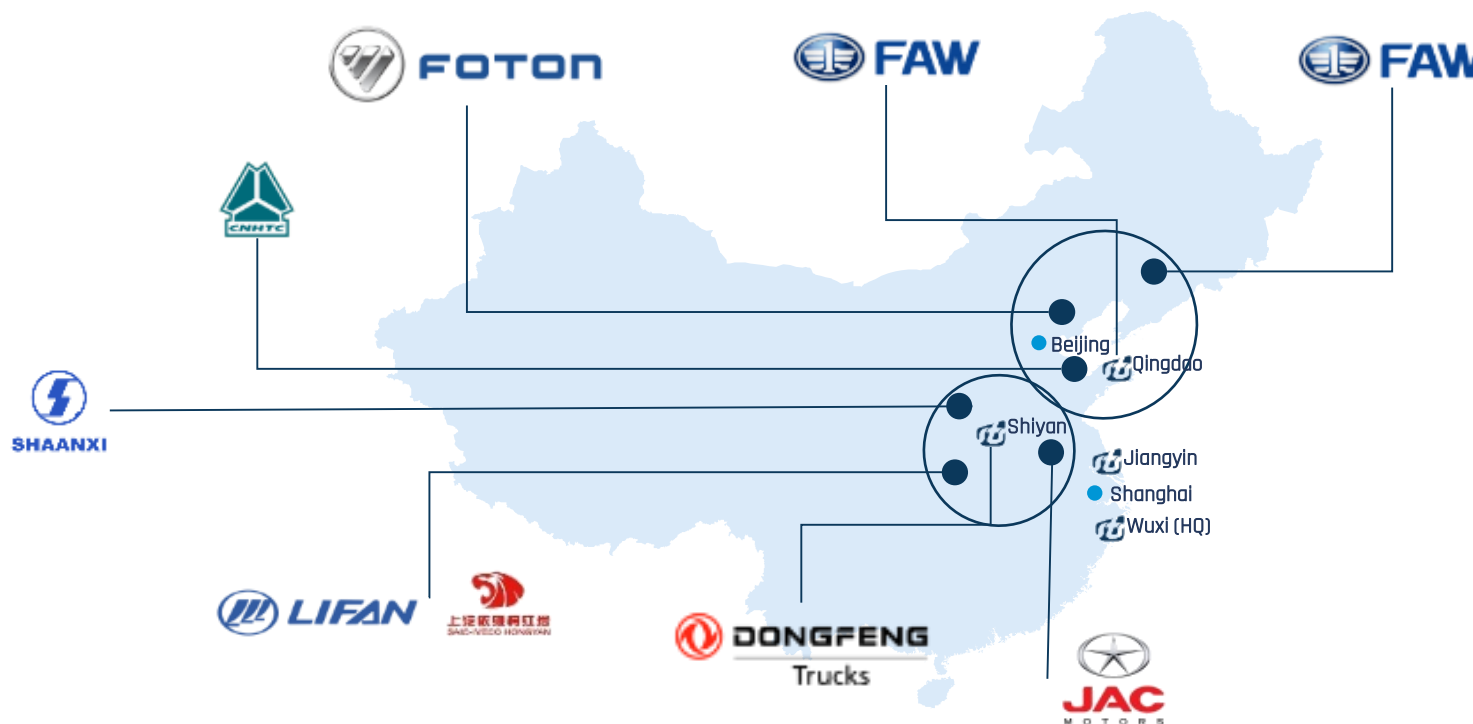 FOTON
FAW
FAW
CNHTC
Beijing
Qingdao
SHAANXI
Shiyan
Jiangyin
Shanghai
Wuxi (HQ)
LIFAN
上汽依维柯红岩
SAIC-IVECO HONGYAN
DONGFENG
Trucks
JAC
MOTORS